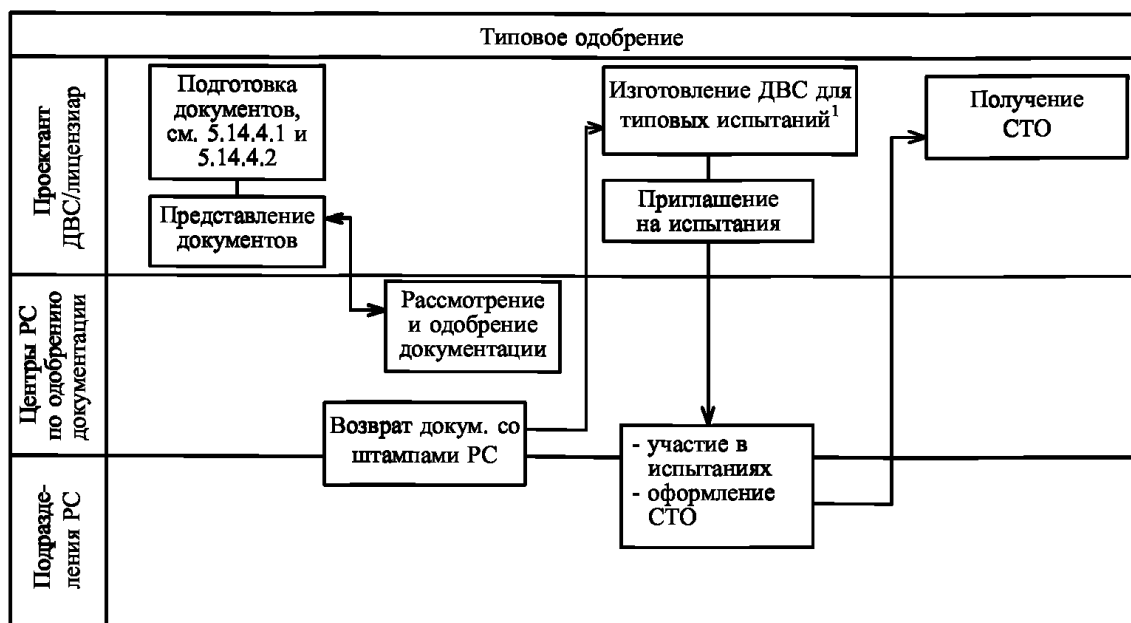 Типовое одобрение
Проектант
ДВС/лицензиар
Подготовка
документов,
см. 5.14.4.1 и
5.14.4.2
Представление
документов
Изготовление ДВС для
типовых испытаний¹
Приглашение
на испытания
Получение
СТО
Центры РС
по одобрению
документации
Рассмотрение
и одобрение
документации
Возврат докум. со
штампами РС
- участие в
испытаниях
- оформление
СТО
Подразде-
ления РС